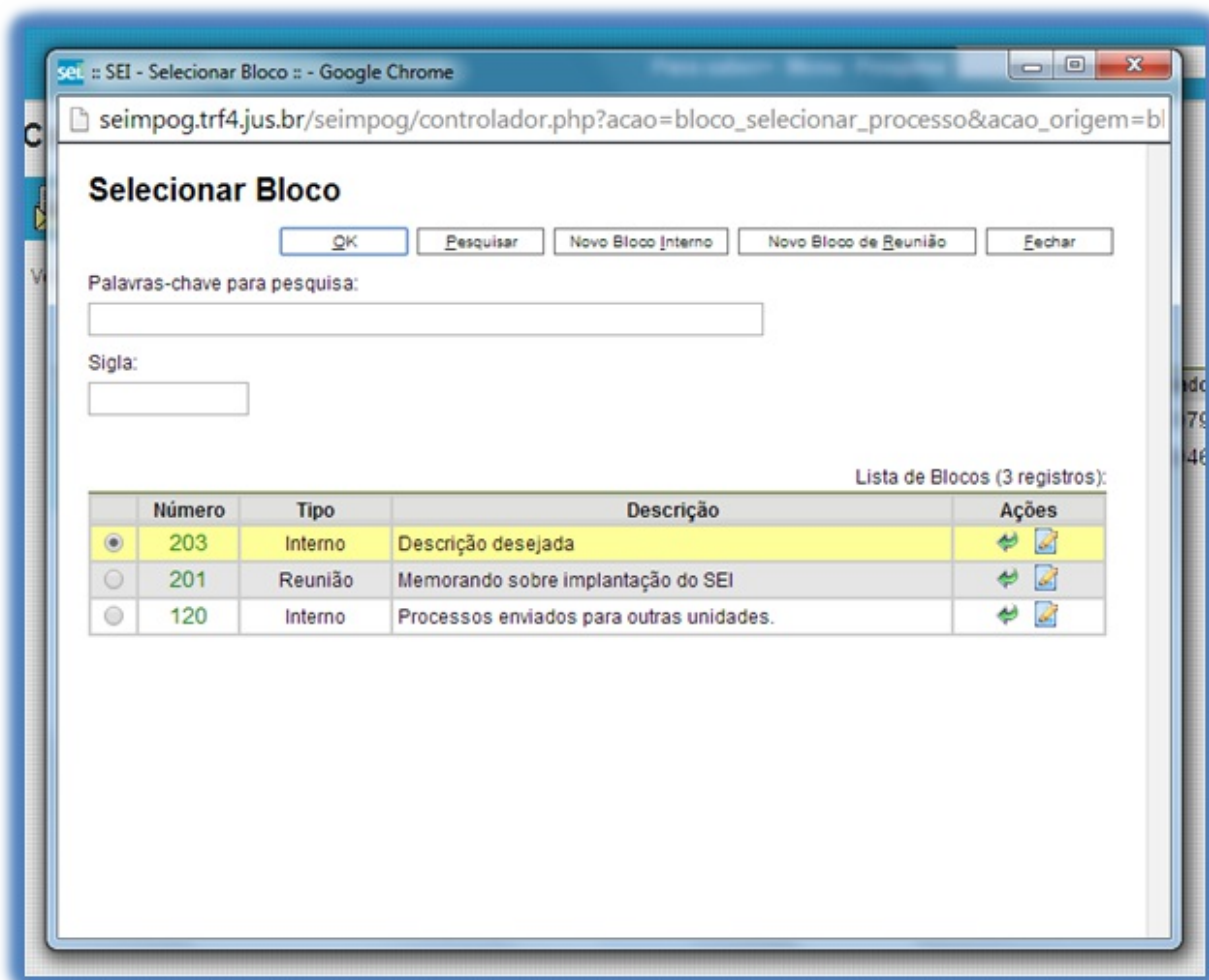 sei. :: SEI - Selecionar Bloco :: - Google Chrome
seimpog.trf4.jus.br/seimpog/controlador.php?acao=bloco_selecionar_processo&acao_origem=bl
Selecionar Bloco
OK Pesquisar Novo Bloco Interno Novo Bloco de Reunião Fechar
Palavras-chave para pesquisa:
Sigla:
Lista de Blocos (3 registros):
Número Tipo Descrição Ações
203 Interno Descrição desejada
201 Reunião Memorando sobre implantação do SEI
120 Interno Processos enviados para outras unidades.